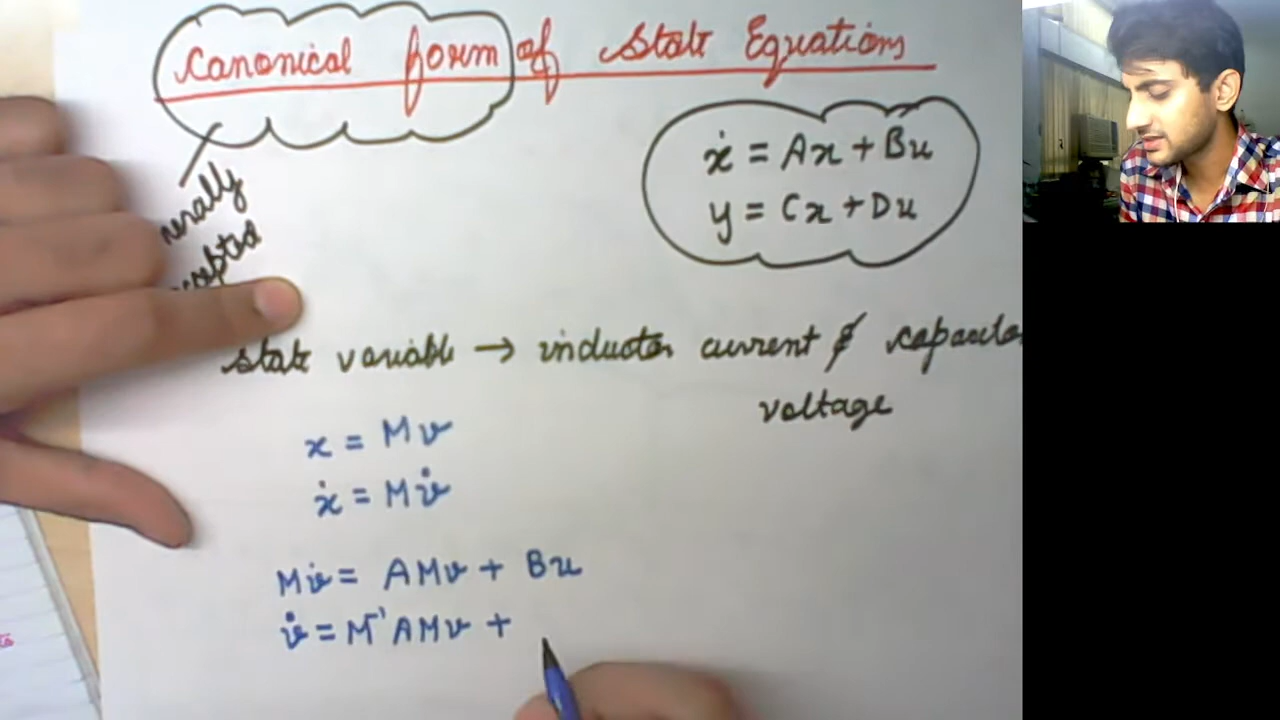 Canonical form of State Equations
ẋ = Ax + Bu
y = Cx + Du
state variable → inductor current &
voltage
x = Mv
ẋ = Mv̇
Mv̇ = AMv + Bu
v̇ = M⁻¹AMv +